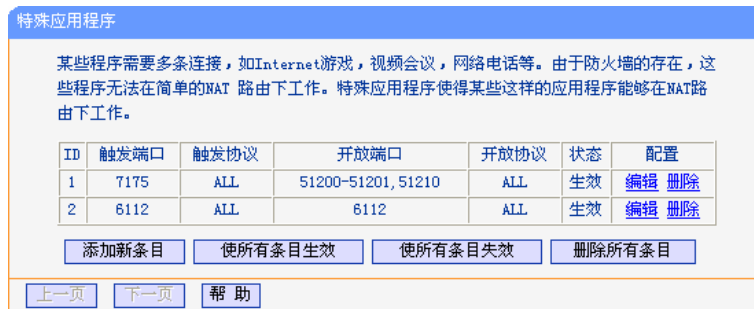 特殊应用程序
某些程序需要多条连接，如Internet游戏，视频会议，网络电话等。由于防火墙的存在，这
些程序无法在简单的NAT 路由下工作。特殊应用程序使得某些这样的应用程序能够在NAT路
由下工作。
ID 触发端口 触发协议 开放端口 开放协议 状态 配置
1 7175 ALL 51200-51201,51210 ALL 生效 编辑 删除
2 6112 ALL 6112 ALL 生效 编辑 删除
添加新条目 使所有条目生效 使所有条目失效 删除所有条目
上一页 下一页 帮 助